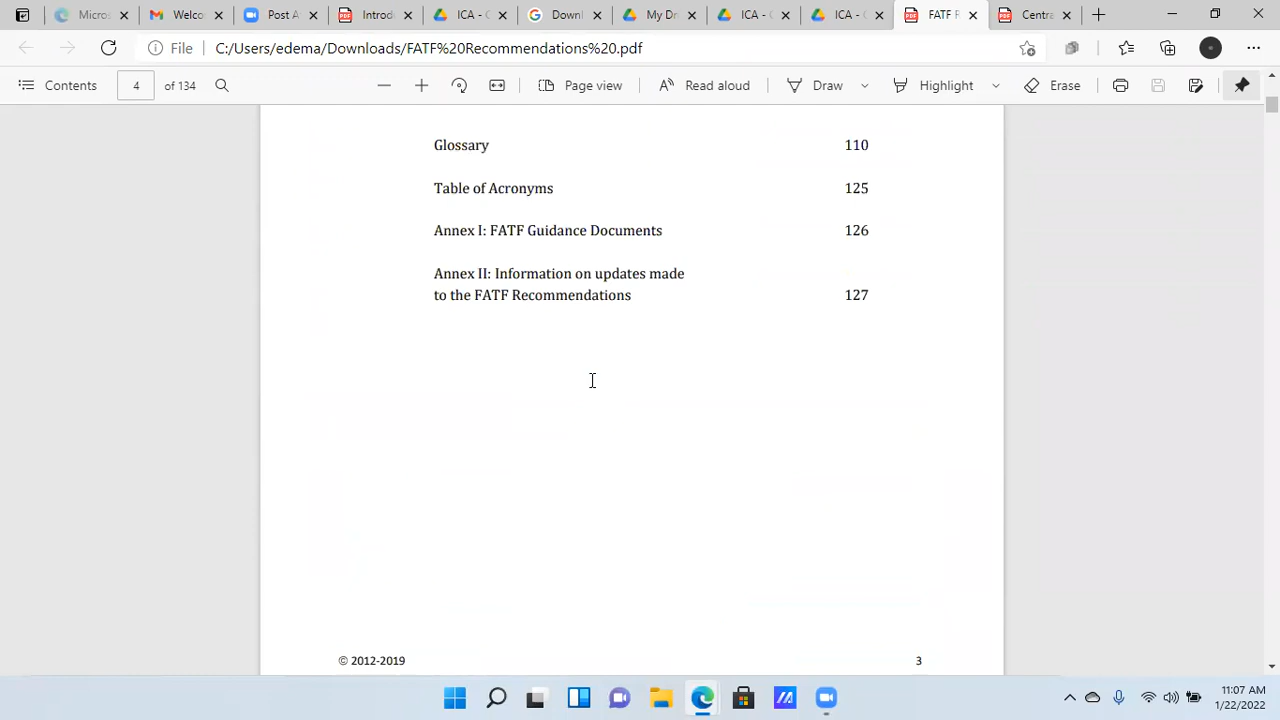 Micros
Welco
Post A
Introd
ICA - C
Downl
My Dr
ICA - C
ICA - C
FATF R
Centra
File C:/Users/edema/Downloads/FATF%20Recommendations%20.pdf
Contents 4 of 134 Page view Read aloud Draw Highlight Erase
Glossary 110
Table of Acronyms 125
Annex I: FATF Guidance Documents 126
Annex II: Information on updates made
to the FATF Recommendations 127
© 2012-2019 3
11:07 AM
1/22/2022